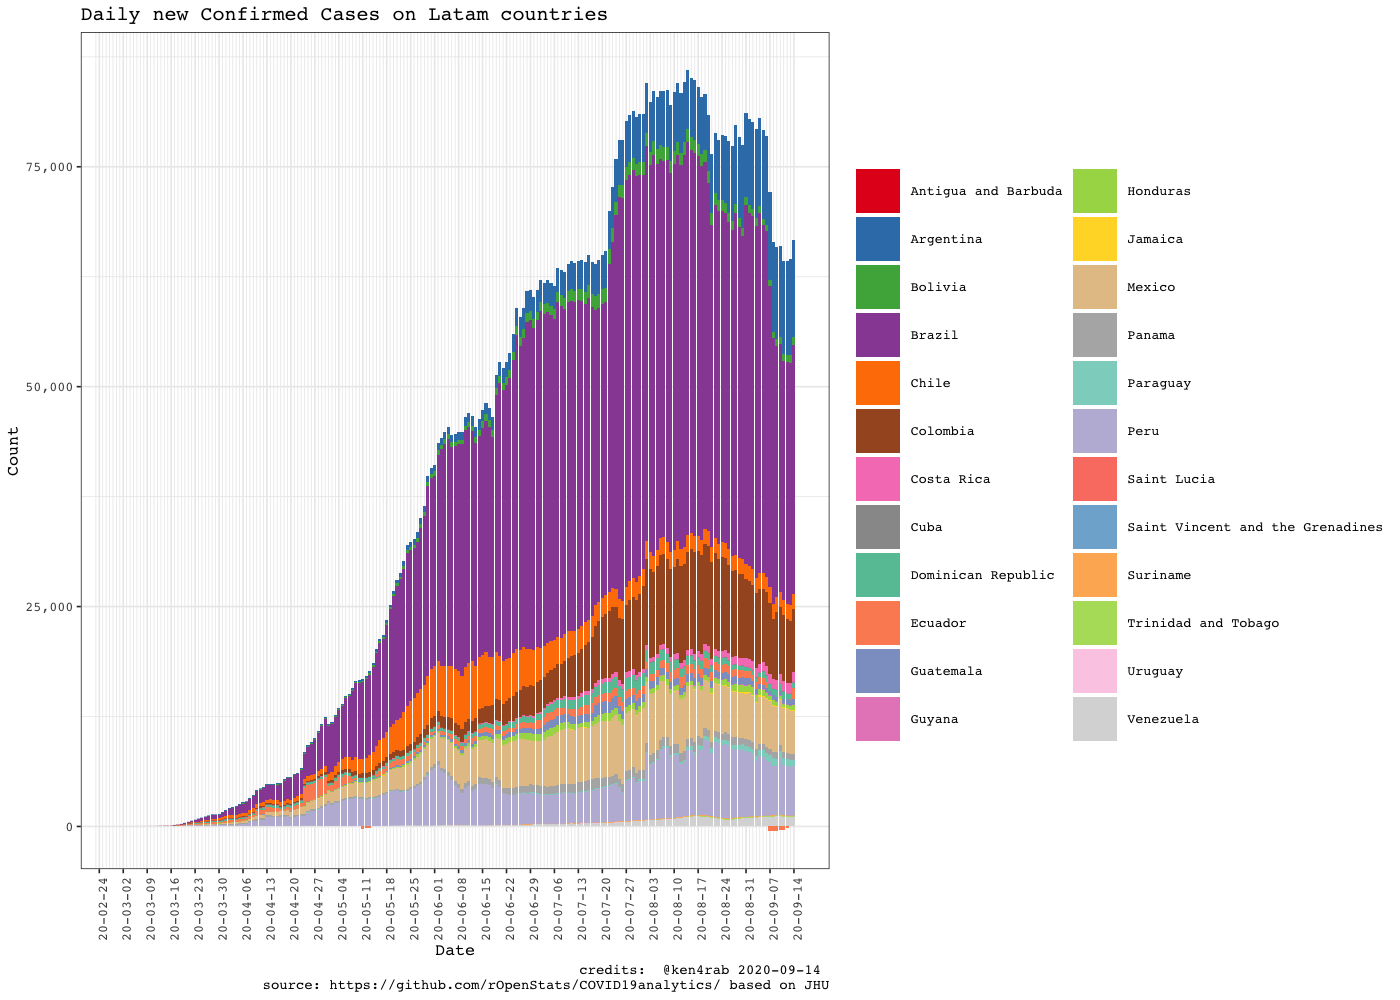 Daily new Confirmed Cases on Latam countries
75,000
50,000
25,000
0
Count
20-02-24
20-03-02
20-03-09
20-03-16
20-03-23
20-03-30
20-04-06
20-04-13
20-04-20
20-04-27
20-05-04
20-05-11
20-05-18
20-05-25
20-06-01
20-06-08
20-06-15
20-06-22
20-06-29
20-07-06
20-07-13
20-07-20
20-07-27
20-08-03
20-08-10
20-08-17
20-08-24
20-08-31
20-09-07
20-09-14
Date
Antigua and Barbuda
Argentina
Bolivia
Brazil
Chile
Colombia
Costa Rica
Cuba
Dominican Republic
Ecuador
Guatemala
Guyana
Honduras
Jamaica
Mexico
Panama
Paraguay
Peru
Saint Lucia
Saint Vincent and the Grenadines
Suriname
Trinidad and Tobago
Uruguay
Venezuela
credits:  @ken4rab 2020-09-14
source: https://github.com/rOpenStats/COVID19analytics/ based on JHU